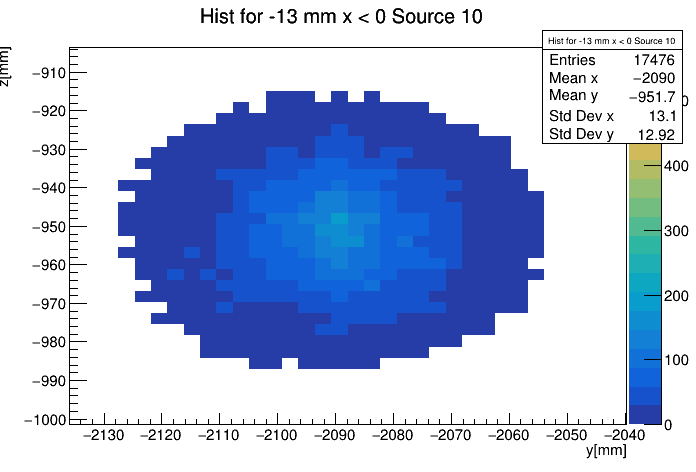 Hist for -13 mm x < 0 Source 10
z[mm]
Hist for -13 mm x < 0 Source 10
Entries 17476
Mean x −2090
Mean y −951.7
Std Dev x 13.1
Std Dev y 12.92
−910
−920
−930
−940
−950
−960
−970
−980
−990
−1000
0
400
300
200
100
0
−2130 −2120 −2110 −2100 −2090 −2080 −2070 −2060 −2050 −2040
y[mm]